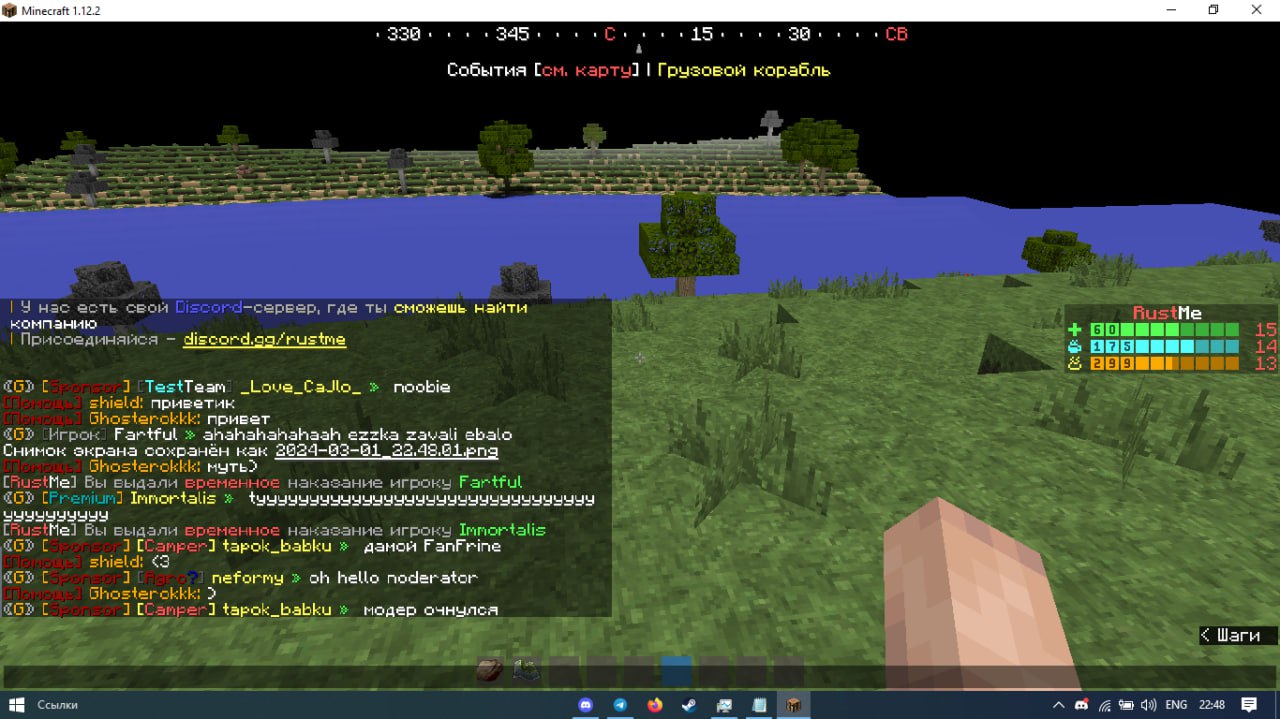 Minecraft 1.12.2
330 345 С 15 30 СВ
События [см. карту] | Грузовой корабль
| У нас есть свой Discord-сервер, где ты сможешь найти
компанию
| Присоединяйся - discord.gg/rustme
«G» [Sponsor] [TestTeam] _Love_CaJlo_ » noobie
[Помощь] shield: приветик
[Помощь] Ghosterokkk: привет
«G» [Игрок] Fartful » ahahahahahaah ezzka zavali ebalo
Снимок экрана сохранён как 2024-03-01_22.48.01.png
[Помощь] Ghosterokkk: муть)
[RustMe] Вы выдали временное наказание игроку Fartful
«G» [Premium] Immortalis »
[RustMe] Вы выдали временное наказание игроку Immortalis
«G» [Sponsor] [Camper] tapok_babku » дамой FanFrine
[Помощь] shield: <3
«G» [Sponsor] [Agro?] neformy » oh hello noderator
[Помощь] Ghosterokkk: )
«G» [Sponsor] [Camper] tapok_babku » модер очнулся
RustMe
60 15
175 14
299 13
< Шаги
Ссылки
ENG 22:48